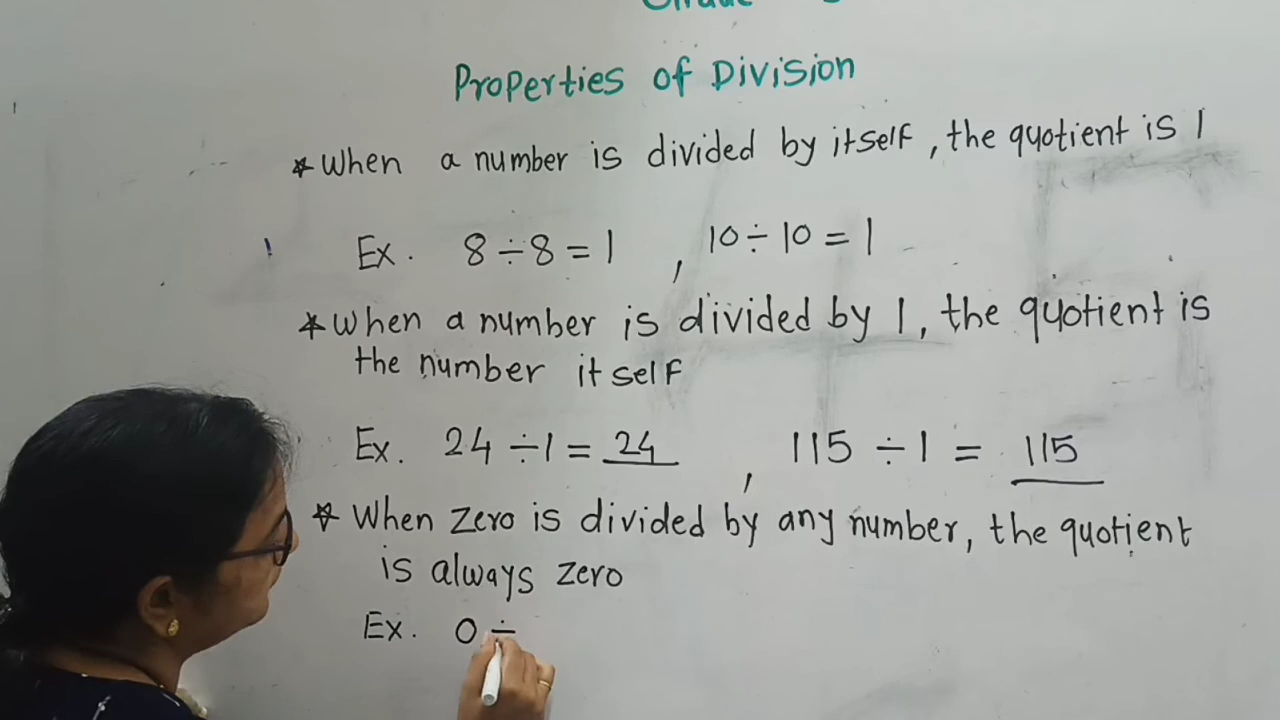 Properties of Division
* When a number is divided by itself, the quotient is 1
Ex. 8 ÷ 8 = 1 , 10 ÷ 10 = 1
* When a number is divided by 1, the quotient is
the number itself
Ex. 24 ÷ 1 = 24 , 115 ÷ 1 = 115
* When zero is divided by any number, the quotient
is always zero
Ex. 0 ÷